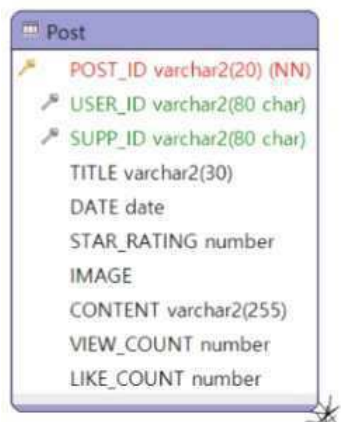 Post
POST_ID varchar2(20) (NN)
USER_ID varchar2(80 char)
SUPP_ID varchar2(80 char)
TITLE varchar2(30)
DATE date
STAR_RATING number
IMAGE
CONTENT varchar2(255)
VIEW_COUNT number
LIKE_COUNT number